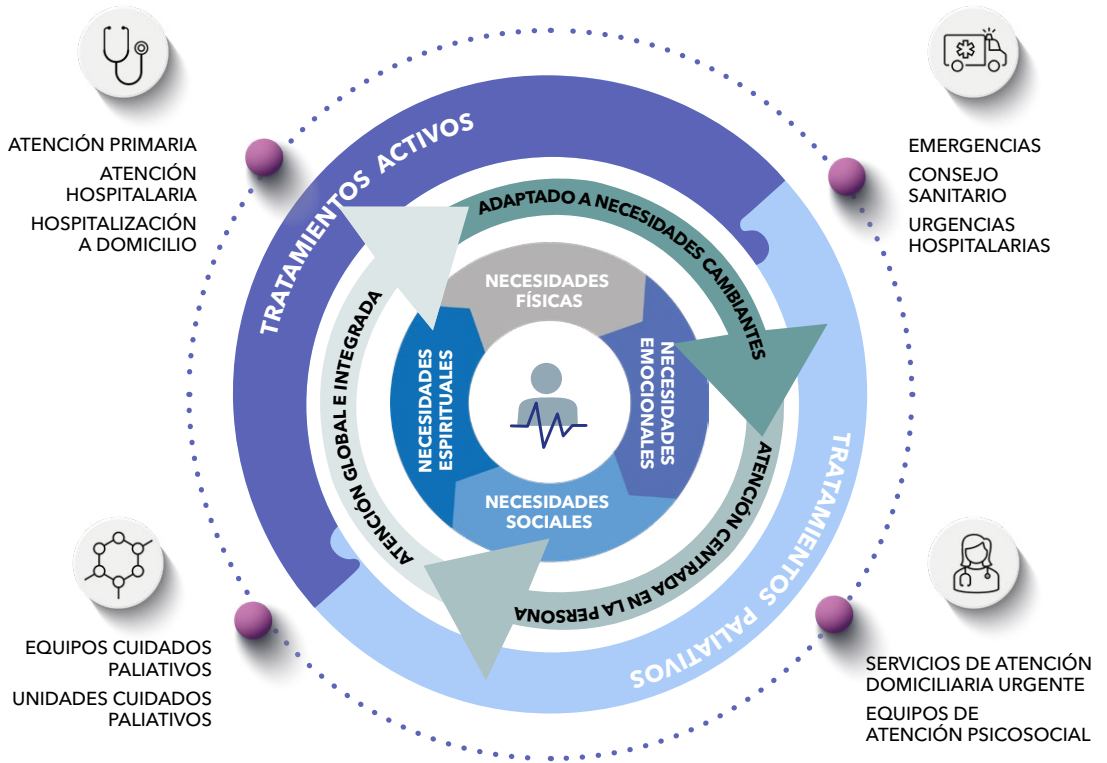 ATENCIÓN PRIMARIA
ATENCIÓN
HOSPITALARIA
HOSPITALIZACIÓN
A DOMICILIO
EMERGENCIAS
CONSEJO
SANITARIO
URGENCIAS
HOSPITALARIAS
TRATAMIENTOS ACTIVOS
TRATAMIENTOS PALIATIVOS
ADAPTADO A NECESIDADES CAMBIANTES
ATENCIÓN CENTRADA EN LA PERSONA
ATENCIÓN GLOBAL E INTEGRADA
NECESIDADES
FÍSICAS
NECESIDADES
EMOCIONALES
NECESIDADES
SOCIALES
NECESIDADES
ESPIRITUALES
EQUIPOS CUIDADOS
PALIATIVOS
UNIDADES CUIDADOS
PALIATIVOS
SERVICIOS DE ATENCIÓN
DOMICILIARIA URGENTE
EQUIPOS DE
ATENCIÓN PSICOSOCIAL